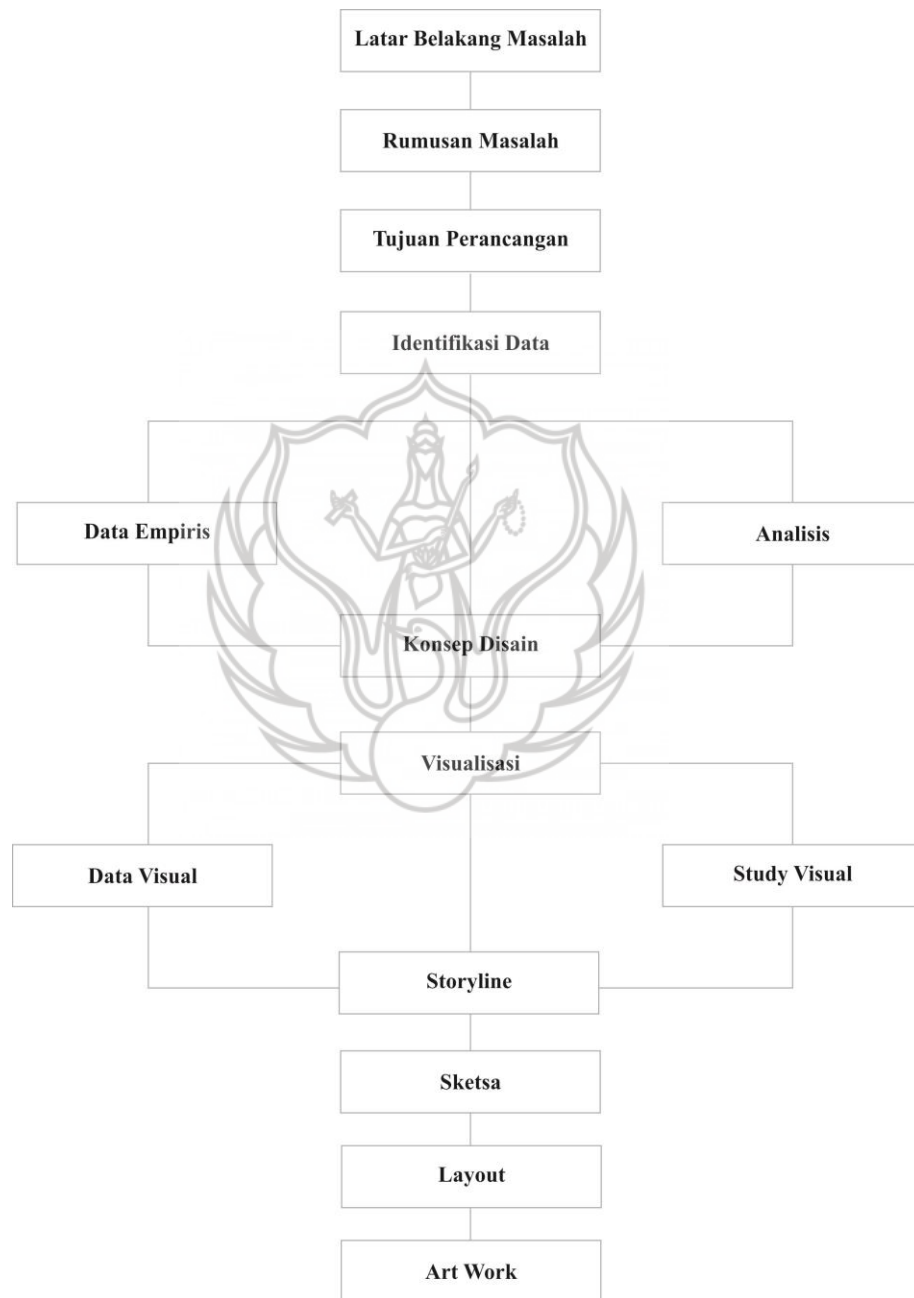 Latar Belakang Masalah
Rumusan Masalah
Tujuan Perancangan
Identifikasi Data
Data Empiris
Analisis
Konsep Disain
Visualisasi
Data Visual
Study Visual
Storyline
Sketsa
Layout
Art Work